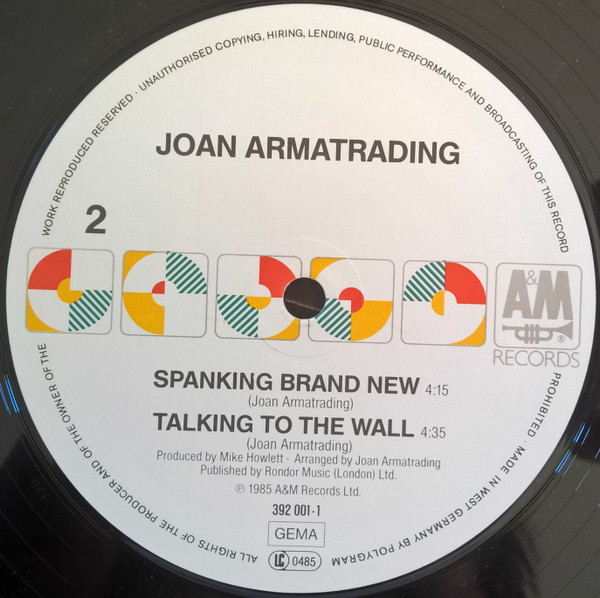 WORK REPRODUCED RESERVED · UNAUTHORISED COPYING, HIRING, LENDING, PUBLIC PERFORMANCE AND BROADCASTING OF THIS RECORD
PROHIBITED · MADE IN WEST GERMANY BY POLYGRAM
ALL RIGHTS OF THE PRODUCER AND OF THE OWNER OF THE
JOAN ARMATRADING
2
A&M
®
RECORDS
SPANKING BRAND NEW 4:15
(Joan Armatrading)
TALKING TO THE WALL 4:35
(Joan Armatrading)
Produced by Mike Howlett · Arranged by Joan Armatrading
Published by Rondor Music (London) Ltd.
℗ 1985 A&M Records Ltd.
392 001-1
GEMA
LC 0485